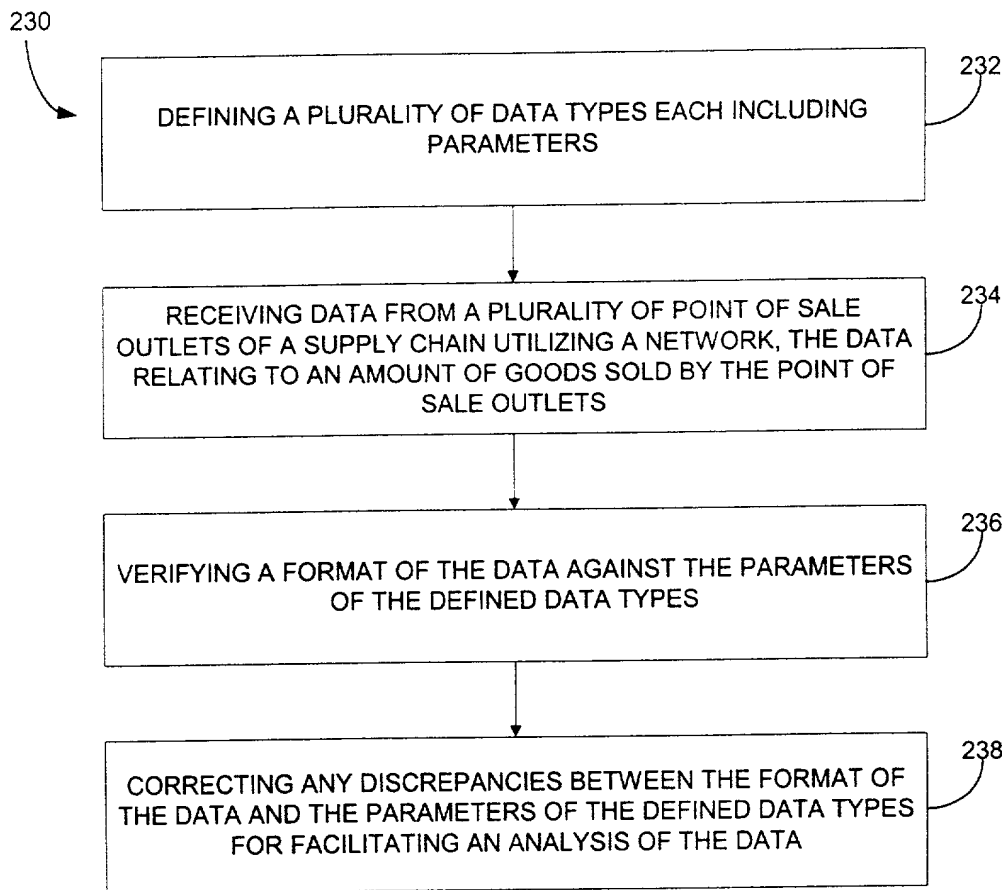 230
232
DEFINING A PLURALITY OF DATA TYPES EACH INCLUDING
PARAMETERS
234
RECEIVING DATA FROM A PLURALITY OF POINT OF SALE
OUTLETS OF A SUPPLY CHAIN UTILIZING A NETWORK, THE DATA
RELATING TO AN AMOUNT OF GOODS SOLD BY THE POINT OF
SALE OUTLETS
236
VERIFYING A FORMAT OF THE DATA AGAINST THE PARAMETERS
OF THE DEFINED DATA TYPES
238
CORRECTING ANY DISCREPANCIES BETWEEN THE FORMAT OF
THE DATA AND THE PARAMETERS OF THE DEFINED DATA TYPES
FOR FACILITATING AN ANALYSIS OF THE DATA